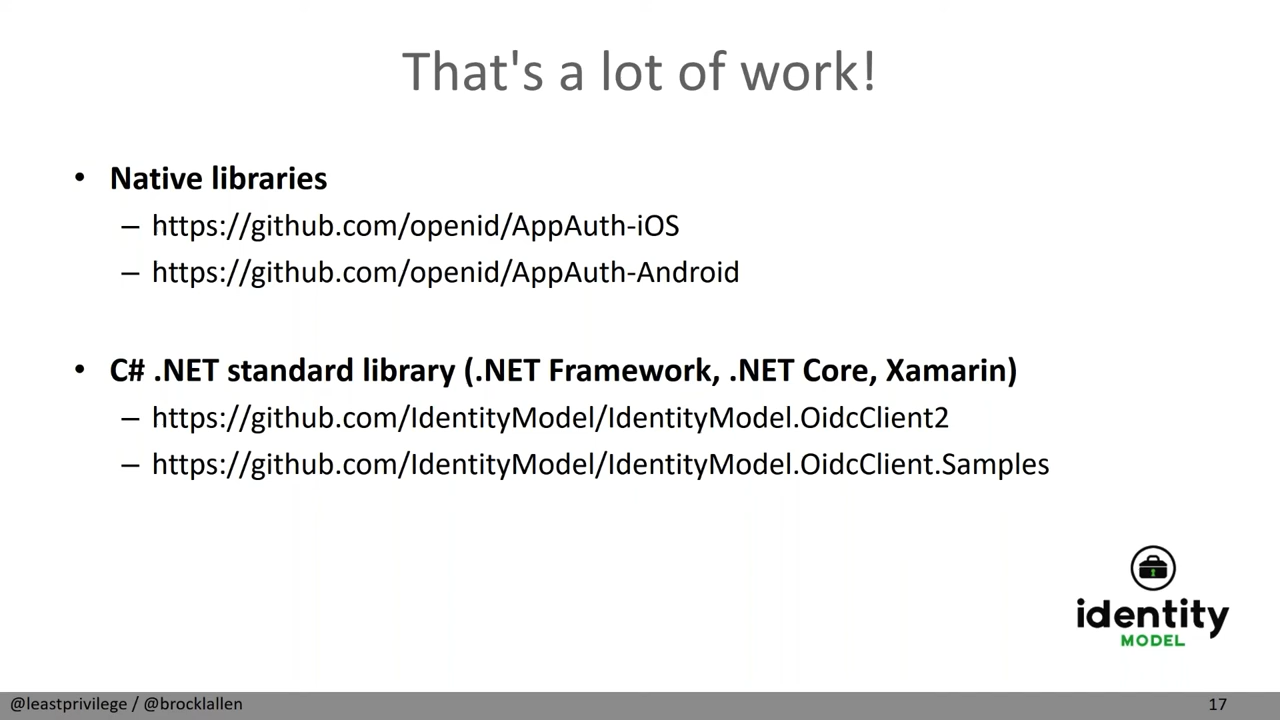 That's a lot of work!
• Native libraries
– https://github.com/openid/AppAuth-iOS
– https://github.com/openid/AppAuth-Android
• C# .NET standard library (.NET Framework, .NET Core, Xamarin)
– https://github.com/IdentityModel/IdentityModel.OidcClient2
– https://github.com/IdentityModel/IdentityModel.OidcClient.Samples
identity
MODEL
@leastprivilege / @brocklallen
17